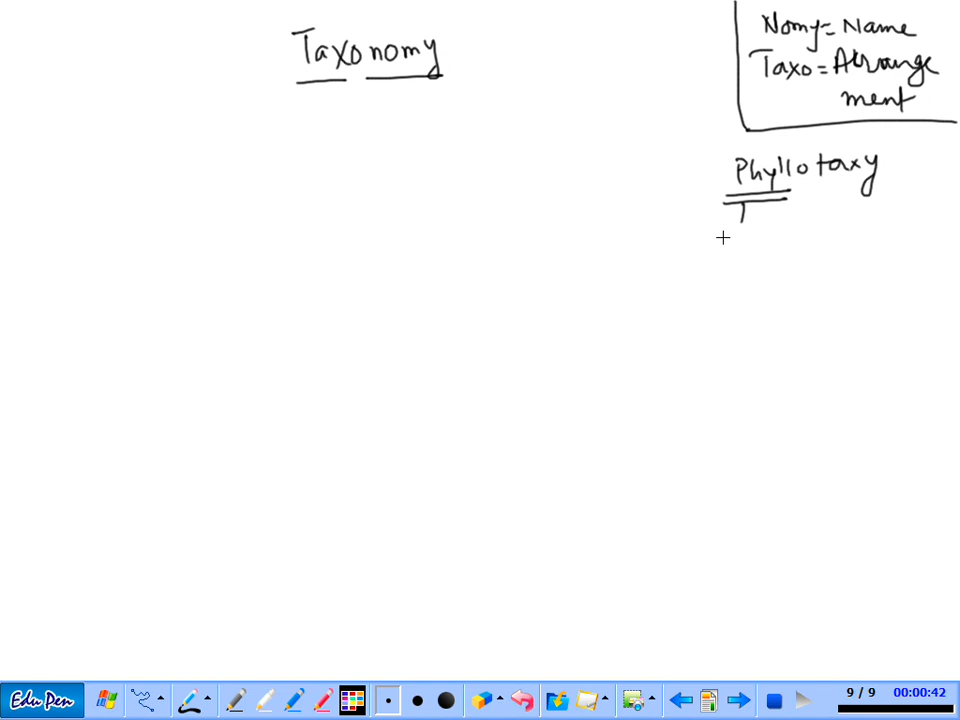 Taxonomy
Nomy = Name
Taxo = Arrange
ment
Phyllotaxy
Edu Pen
9 / 9
00:00:42